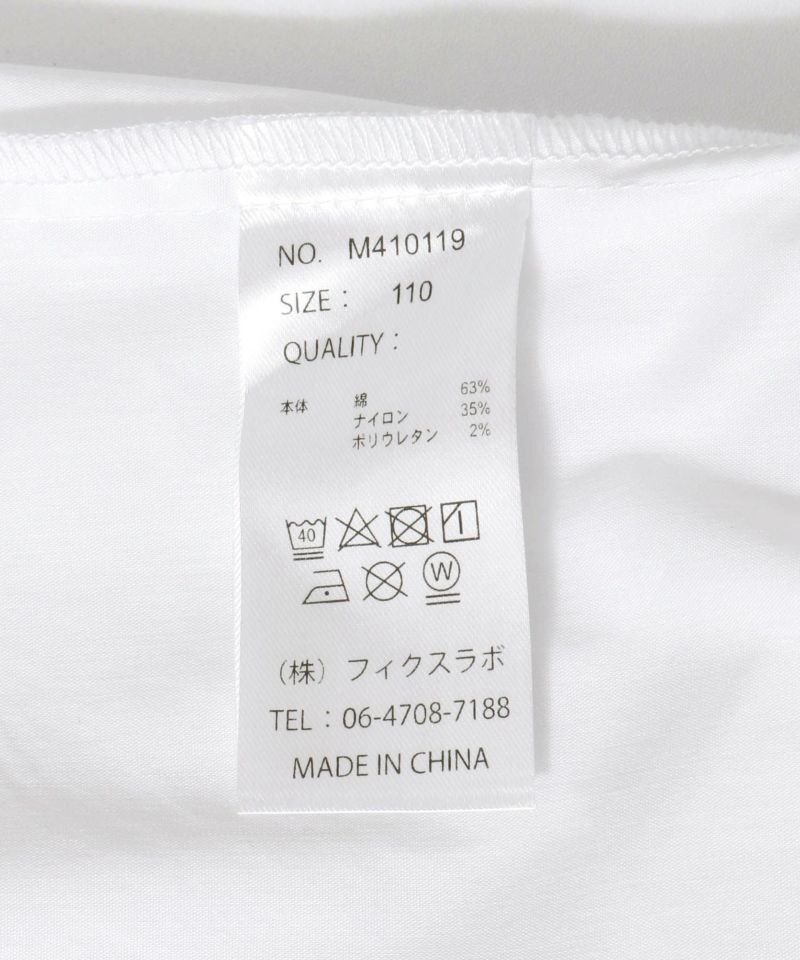 NO. M410119
SIZE： 110
QUALITY：
本体 綿 63%
ナイロン 35%
ポリウレタン 2%
40
W
（株）フィクスラボ
TEL：06-4708-7188
MADE IN CHINA